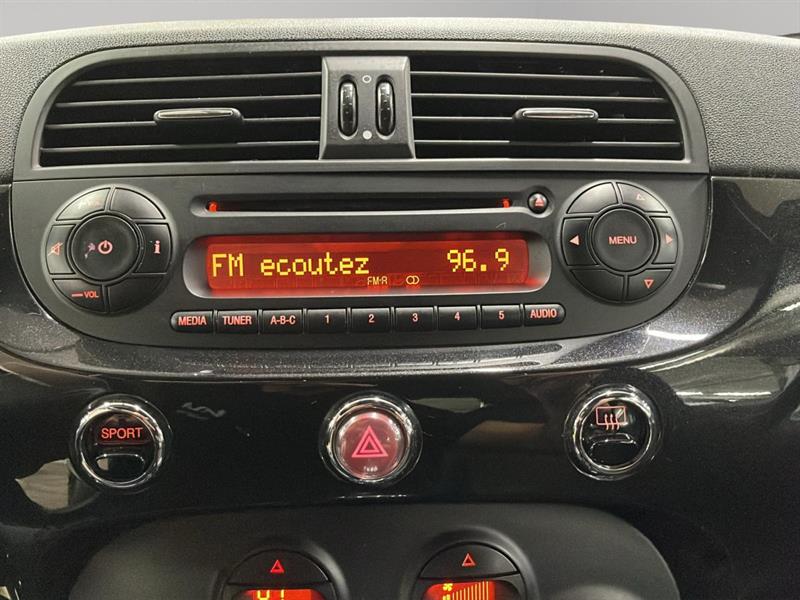 FM ecoutez 96.9
FM-R
VOL
i
MENU
MEDIA TUNER A-B-C 1 2 3 4 5 AUDIO
SPORT